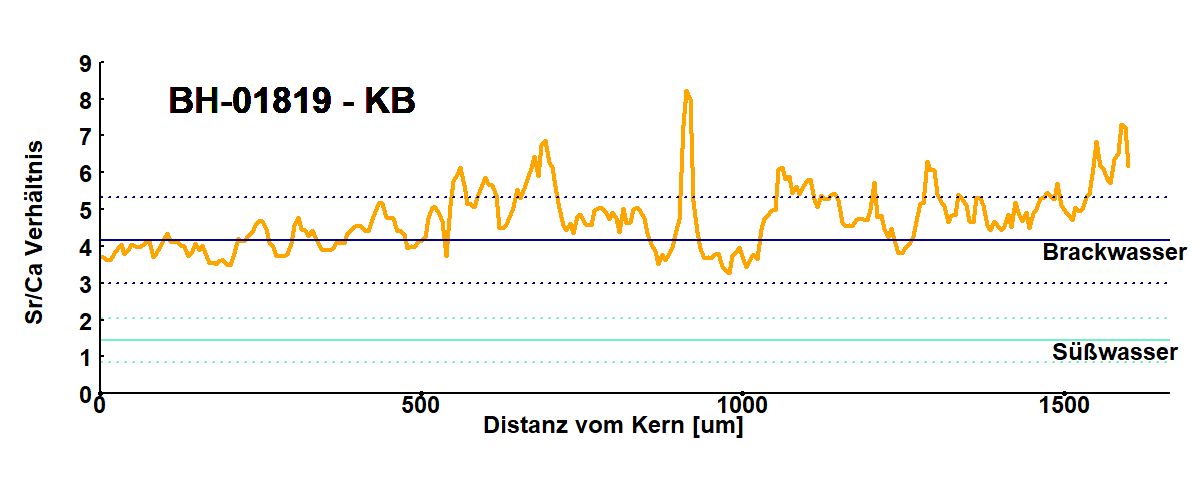 9
BH-01819 - KB
8
7
6
5
4
3
2
1
0
Sr/Ca Verhältnis
Brackwasser
Süßwasser
0 500 1000 1500
Distanz vom Kern [um]